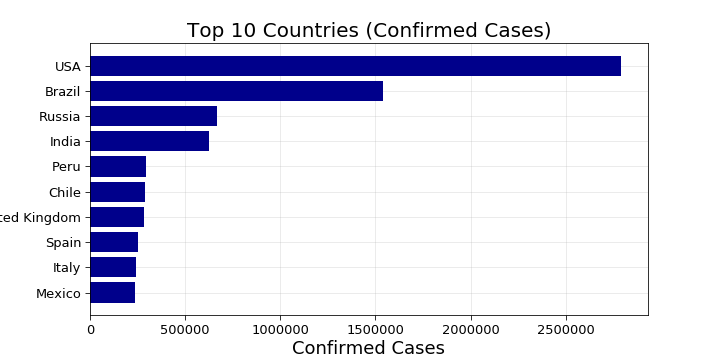 Top 10 Countries (Confirmed Cases)
USA
Brazil
Russia
India
Peru
Chile
ted Kingdom
Spain
Italy
Mexico
0 500000 1000000 1500000 2000000 2500000
Confirmed Cases